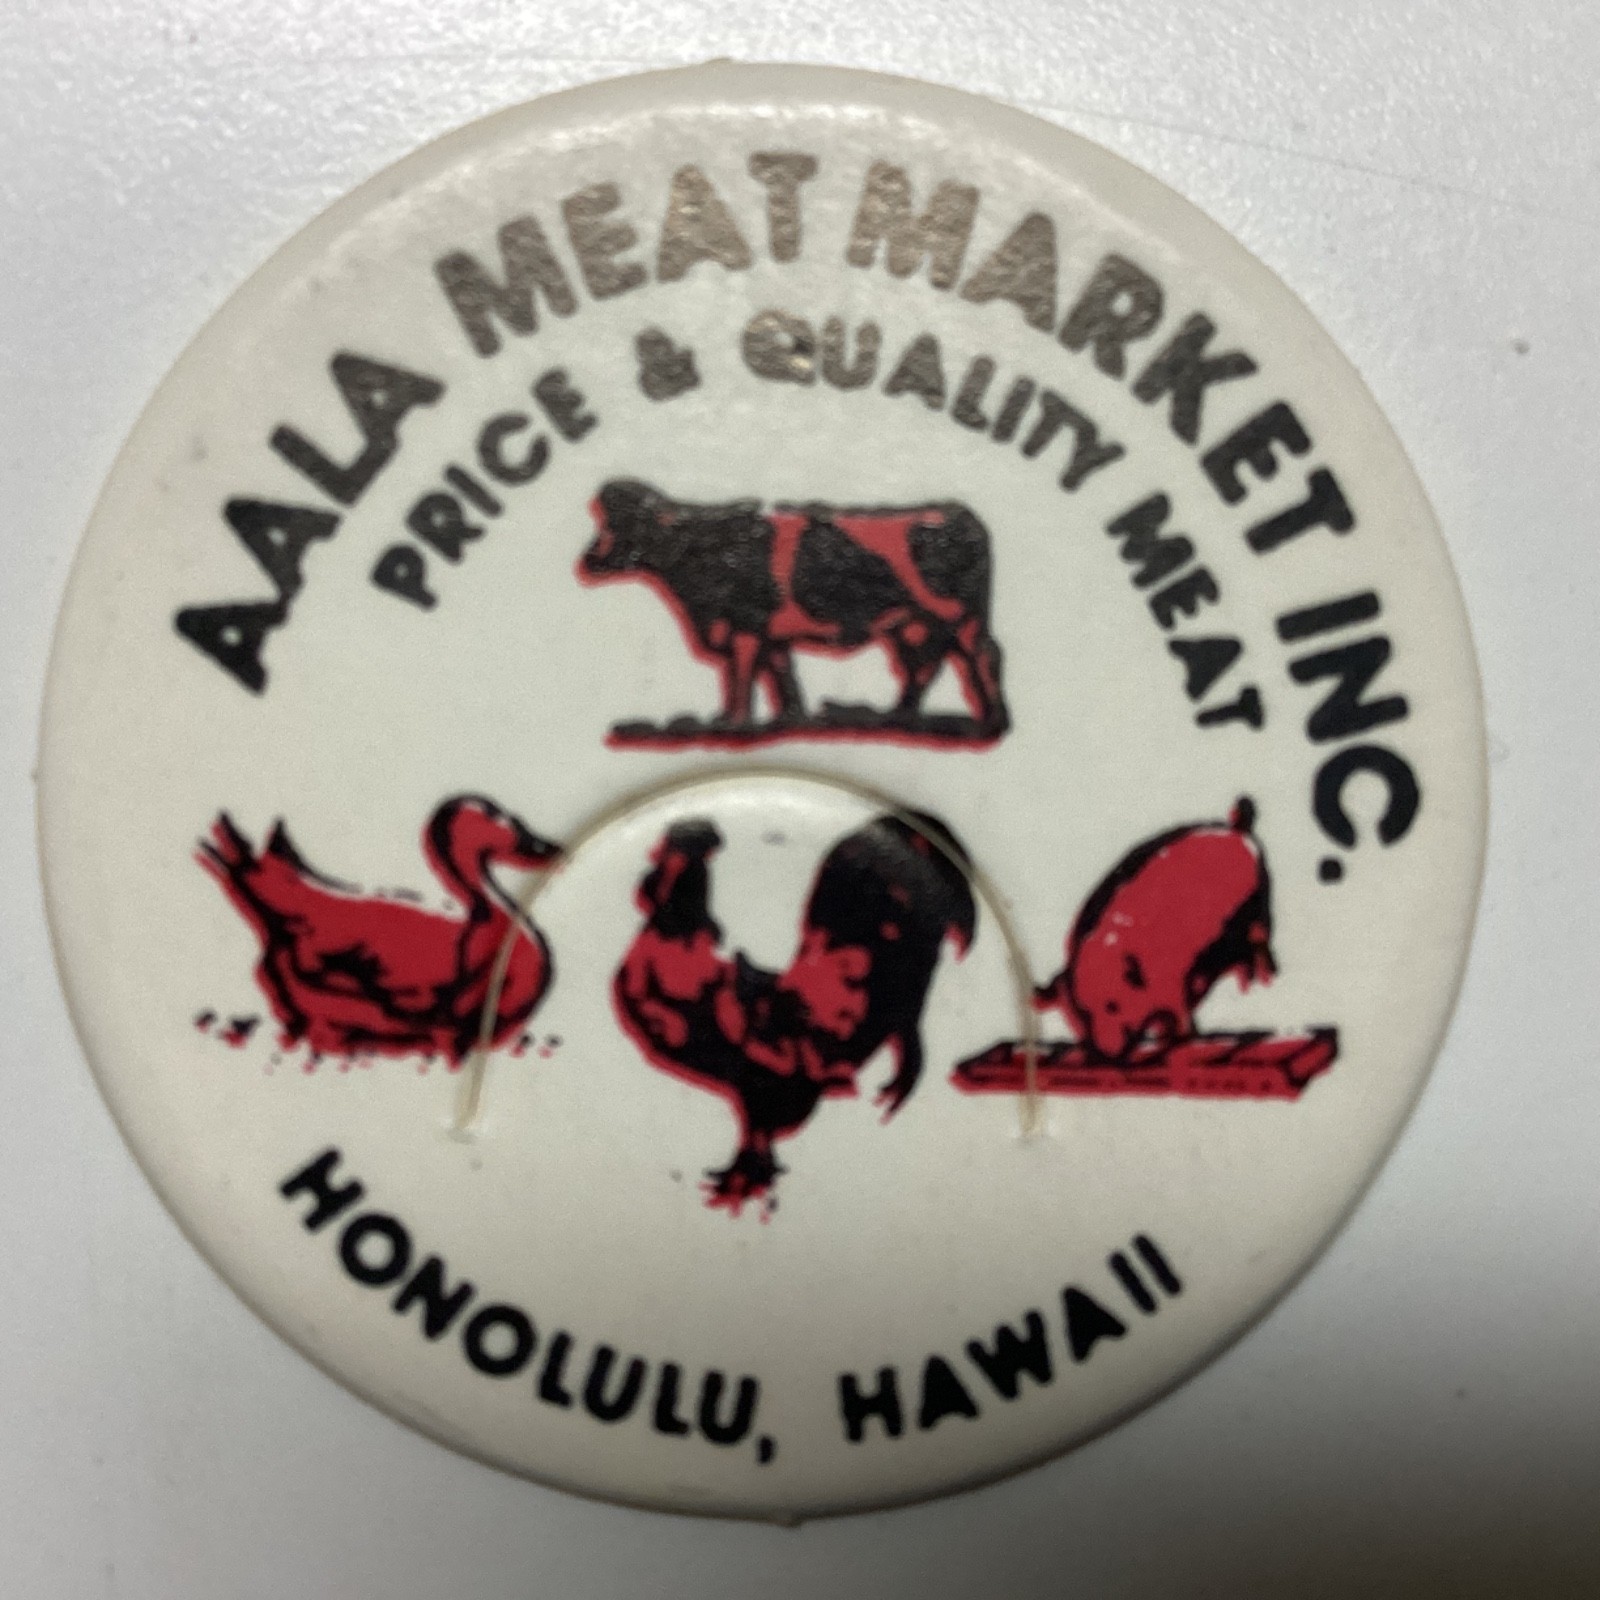 AALA MEAT MARKET INC.
PRICE & QUALITY MEAT
HONOLULU, HAWAII